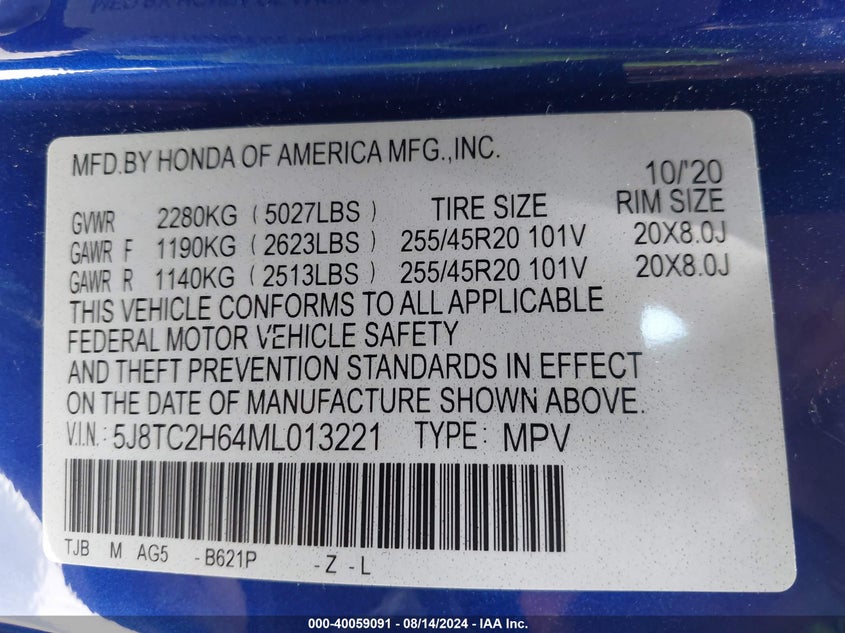 MFD.BY HONDA OF AMERICA MFG.,INC.
10/'20
GVWR 2280KG (5027LBS) TIRE SIZE RIM SIZE
GAWR F 1190KG (2623LBS) 255/45R20 101V 20X8.0J
GAWR R 1140KG (2513LBS) 255/45R20 101V 20X8.0J
THIS VEHICLE CONFORMS TO ALL APPLICABLE
FEDERAL MOTOR VEHICLE SAFETY
AND THEFT PREVENTION STANDARDS IN EFFECT
ON THE DATE OF MANUFACTURE SHOWN ABOVE.
V.I.N.: 5J8TC2H64ML013221 TYPE: MPV
TJB M AG5 -B621P -Z -L
000-40059091 - 08/14/2024 - IAA Inc.